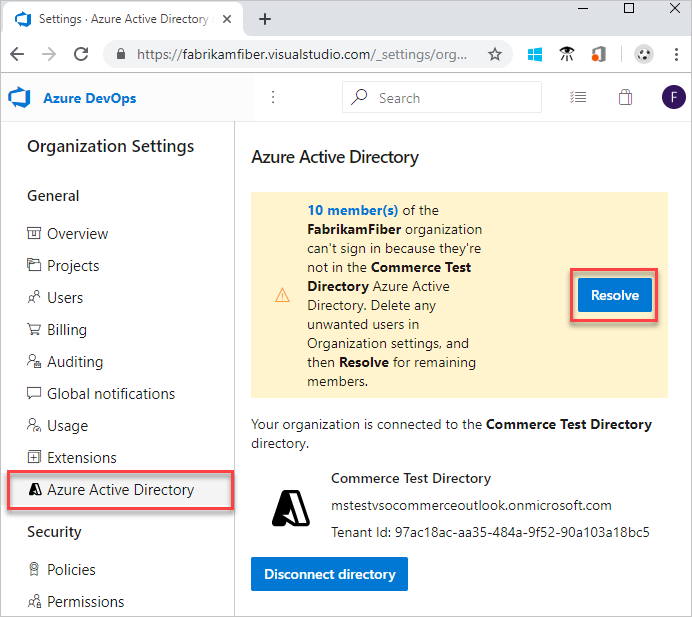 Settings · Azure Active Directory
https://fabrikamfiber.visualstudio.com/_settings/org...
Azure DevOps
Search
F
Organization Settings
General
Overview
Projects
Users
Billing
Auditing
Global notifications
Usage
Extensions
Azure Active Directory
Security
Policies
Permissions
Azure Active Directory
10 member(s) of the
FabrikamFiber organization
can't sign in because they're
not in the Commerce Test
Directory Azure Active
Directory. Delete any
unwanted users in
Organization settings, and
then Resolve for remaining
members.
Resolve
Your organization is connected to the Commerce Test Directory
directory.
Commerce Test Directory
mstestvsocommerceoutlook.onmicrosoft.com
Tenant Id: 97ac18ac-aa35-484a-9f52-90a103a18bc5
Disconnect directory